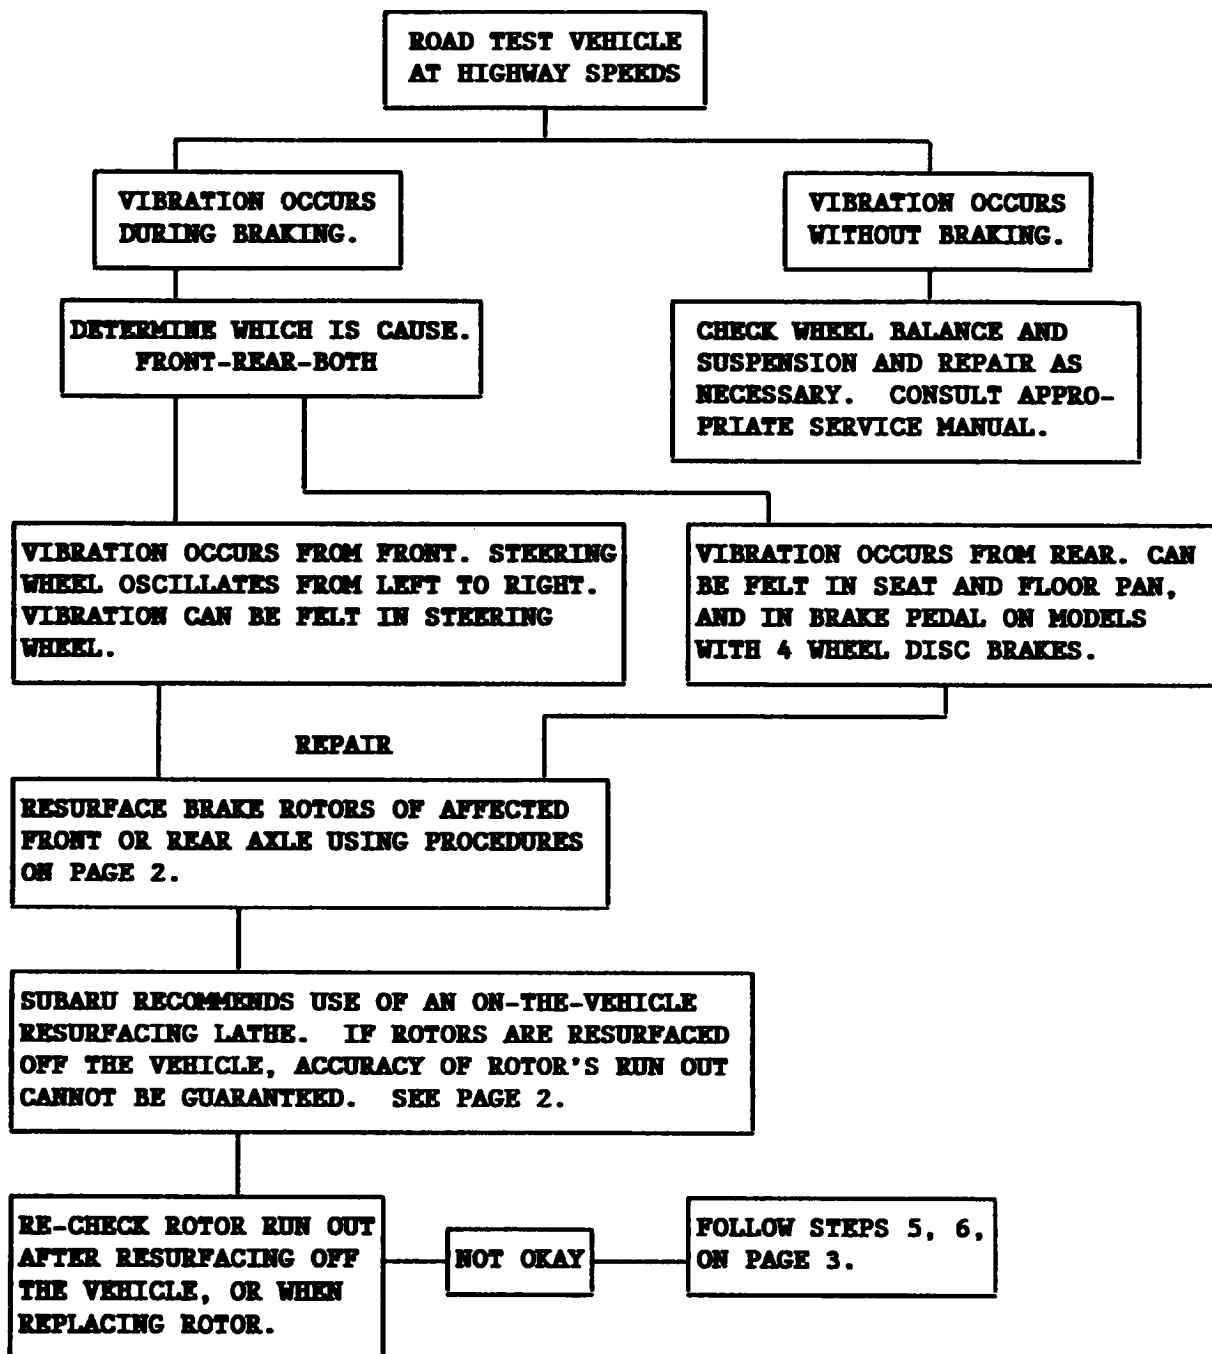 ROAD TEST VEHICLE
AT HIGHWAY SPEEDS
VIBRATION OCCURS
DURING BRAKING.
VIBRATION OCCURS
WITHOUT BRAKING.
DETERMINE WHICH IS CAUSE.
FRONT-REAR-BOTH
CHECK WHEEL BALANCE AND
SUSPENSION AND REPAIR AS
NECESSARY. CONSULT APPRO-
PRIATE SERVICE MANUAL.
VIBRATION OCCURS FROM FRONT. STEERING
WHEEL OSCILLATES FROM LEFT TO RIGHT.
VIBRATION CAN BE FELT IN STEERING
WHEEL.
VIBRATION OCCURS FROM REAR. CAN
BE FELT IN SEAT AND FLOOR PAN,
AND IN BRAKE PEDAL ON MODELS
WITH 4 WHEEL DISC BRAKES.
REPAIR
RESURFACE BRAKE ROTORS OF AFFECTED
FRONT OR REAR AXLE USING PROCEDURES
ON PAGE 2.
SUBARU RECOMMENDS USE OF AN ON-THE-VEHICLE
RESURFACING LATHE. IF ROTORS ARE RESURFACED
OFF THE VEHICLE, ACCURACY OF ROTOR'S RUN OUT
CANNOT BE GUARANTEED. SEE PAGE 2.
RE-CHECK ROTOR RUN OUT
AFTER RESURFACING OFF
THE VEHICLE, OR WHEN
REPLACING ROTOR.
NOT OKAY
FOLLOW STEPS 5, 6,
ON PAGE 3.